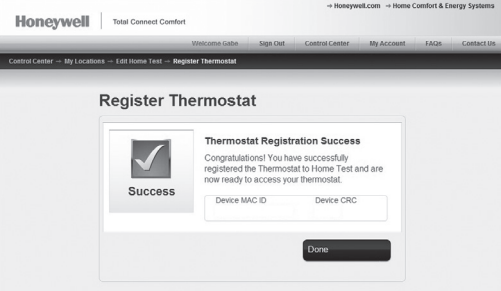 → Honeywell.com → Home Comfort & Energy Systems
Honeywell Total Connect Comfort
Welcome Gabe Sign Out Control Center My Account FAQs Contact Us
Control Center → My Locations → Edit Home Test → Register Thermostat
Register Thermostat
Success
Thermostat Registration Success
Congratulations! You have successfully
registered the Thermostat to Home Test and are
now ready to access your thermostat.
Device MAC ID Device CRC
Done